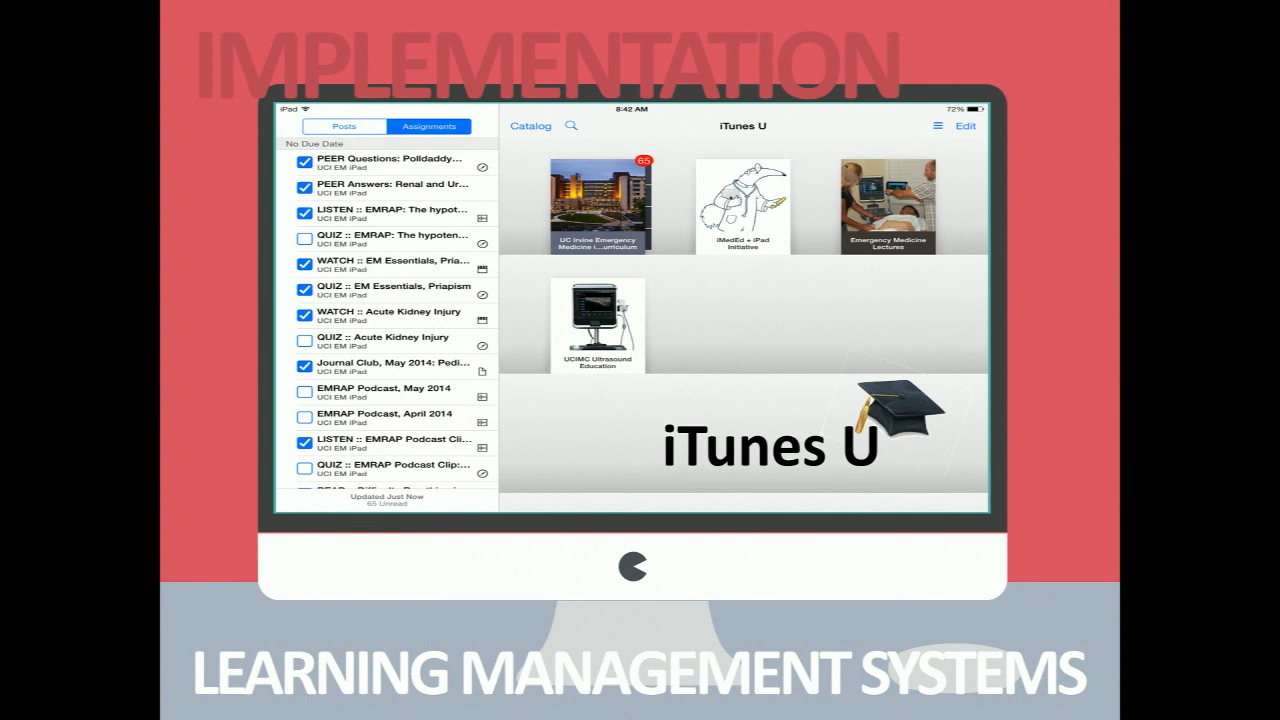 IMPLEMENTATION
iPad
8:42 AM
72%
Posts
Assignments
Catalog
iTunes U
Edit
No Due Date
PEER Questions: Polldaddy...
UCI EM iPad
PEER Answers: Renal and Ur...
UCI EM iPad
LISTEN :: EMRAP: The hypot...
UCI EM iPad
QUIZ :: EMRAP: The hypoten...
UCI EM iPad
WATCH :: EM Essentials, Pria...
UCI EM iPad
QUIZ :: EM Essentials, Priapism
UCI EM iPad
WATCH :: Acute Kidney Injury
UCI EM iPad
QUIZ :: Acute Kidney Injury
UCI EM iPad
Journal Club, May 2014: Pedi...
UCI EM iPad
EMRAP Podcast, May 2014
UCI EM iPad
EMRAP Podcast, April 2014
UCI EM iPad
LISTEN :: EMRAP Podcast Cli...
UCI EM iPad
QUIZ :: EMRAP Podcast Clip:...
UCI EM iPad
Updated Just Now
65 Unread
65
UC Irvine Emergency
Medicine i...urriculum
iMedEd + iPad
Initiative
Emergency Medicine
Lectures
UCIMC Ultrasound
Education
iTunes U
LEARNING MANAGEMENT SYSTEMS